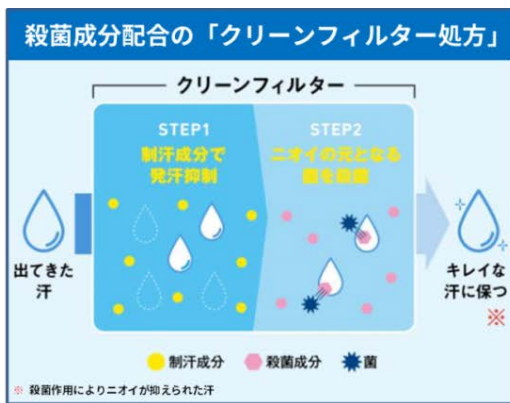 殺菌成分配合の「クリーンフィルター処方」
クリーンフィルター
STEP1
制汗成分で
発汗抑制
STEP2
ニオイの元となる
菌を殺菌
出てきた
汗
キレイな
汗に保つ
※
制汗成分
殺菌成分
菌
※ 殺菌作用によりニオイが抑えられた汗